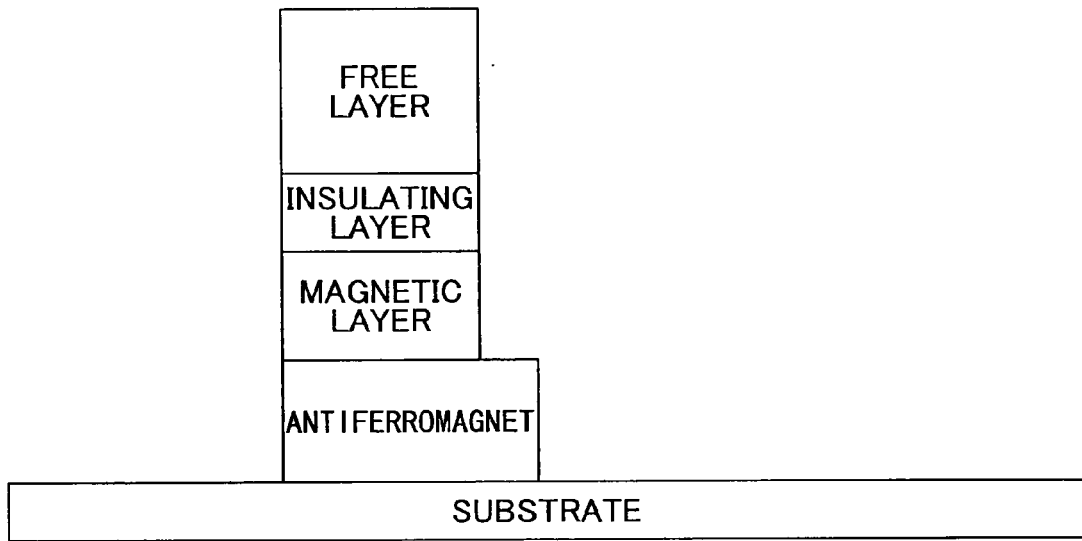 FREE
LAYER
INSULATING
LAYER
MAGNETIC
LAYER
ANTIFERROMAGNET
SUBSTRATE